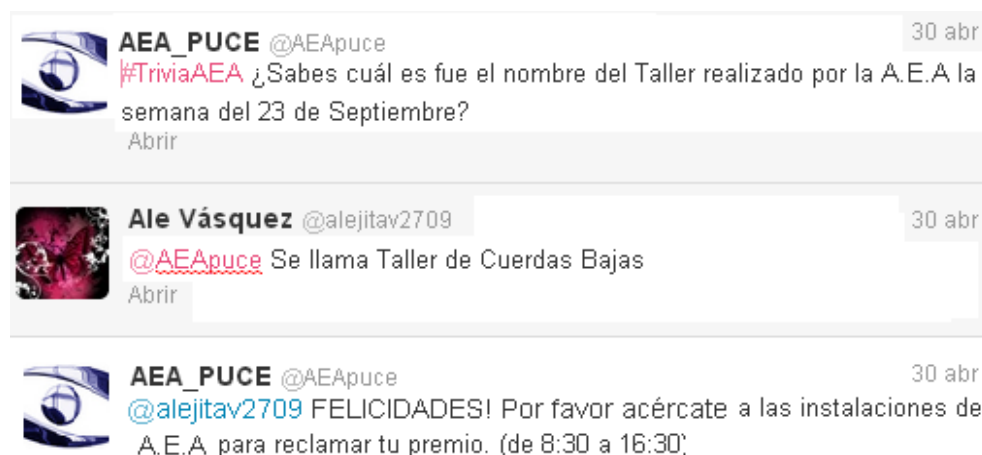 AEA_PUCE @AEApuce 30 abr
#TriviaAEA ¿Sabes cuál es fue el nombre del Taller realizado por la A.E.A la
semana del 23 de Septiembre?
Abrir
Ale Vásquez @alejitav2709 30 abr
@AEApuce Se llama Taller de Cuerdas Bajas
Abrir
AEA_PUCE @AEApuce 30 abr
@alejitav2709 FELICIDADES! Por favor acércate a las instalaciones de
A.E.A para reclamar tu premio. (de 8:30 a 16:30)